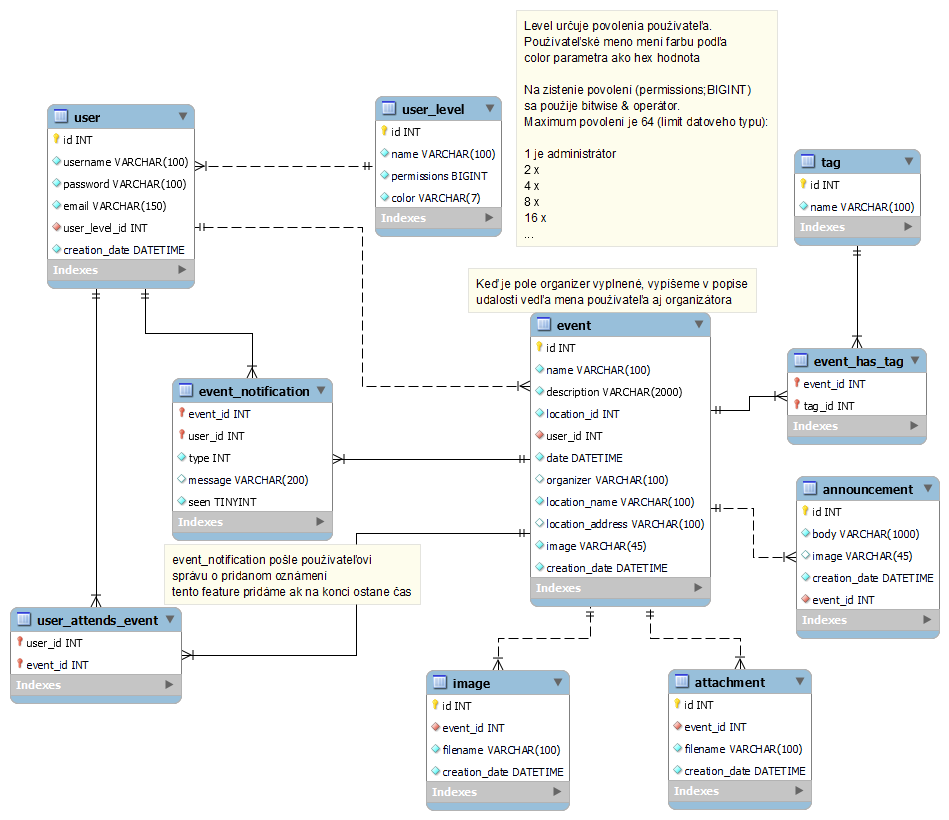 Level určuje povolenia používateľa.
Používateľské meno mení farbu podľa
color parametra ako hex hodnota
Na zistenie povolení (permissions;BIGINT)
sa použije bitwise & operátor.
Maximum povolení je 64 (limit datoveho typu):
1 je administrátor
2 x
4 x
8 x
16 x
...
user
id INT
username VARCHAR(100)
password VARCHAR(100)
email VARCHAR(150)
user_level_id INT
creation_date DATETIME
Indexes
user_level
id INT
name VARCHAR(100)
permissions BIGINT
color VARCHAR(7)
Indexes
tag
id INT
name VARCHAR(100)
Indexes
Keď je pole organizer vyplnené, vypíšeme v popise
udalosti vedľa mena používateľa aj organizátora
event
id INT
name VARCHAR(100)
description VARCHAR(2000)
location_id INT
user_id INT
date DATETIME
organizer VARCHAR(100)
location_name VARCHAR(100)
location_address VARCHAR(100)
image VARCHAR(45)
creation_date DATETIME
Indexes
event_has_tag
event_id INT
tag_id INT
Indexes
event_notification
event_id INT
user_id INT
type INT
message VARCHAR(200)
seen TINYINT
Indexes
announcement
id INT
body VARCHAR(1000)
image VARCHAR(45)
creation_date DATETIME
event_id INT
Indexes
event_notification pošle používateľovi
správu o pridanom oznámení
tento feature pridáme ak na konci ostane čas
user_attends_event
user_id INT
event_id INT
Indexes
image
id INT
event_id INT
filename VARCHAR(100)
creation_date DATETIME
Indexes
attachment
id INT
event_id INT
filename VARCHAR(100)
creation_date DATETIME
Indexes